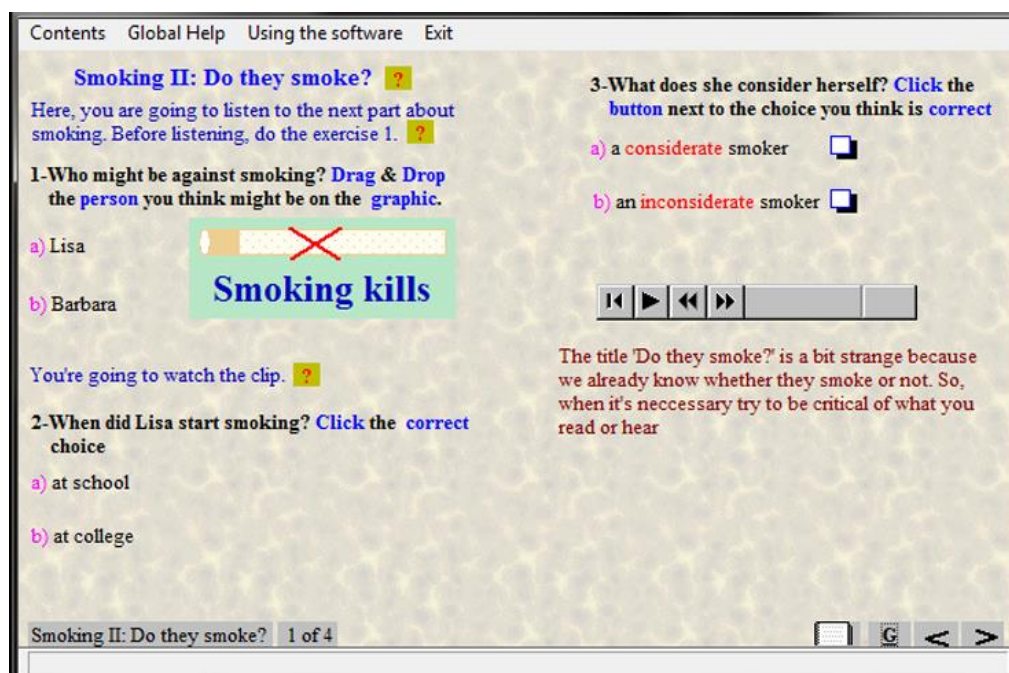 Contents Global Help Using the software Exit
Smoking II: Do they smoke? ?
Here, you are going to listen to the next part about
smoking. Before listening, do the exercise 1. ?
1-Who might be against smoking? Drag & Drop
the person you think might be on the graphic.
a) Lisa
b) Barbara
Smoking kills
You're going to watch the clip. ?
2-When did Lisa start smoking? Click the correct
choice
a) at school
b) at college
3-What does she consider herself? Click the
button next to the choice you think is correct
a) a considerate smoker
b) an inconsiderate smoker
The title 'Do they smoke?' is a bit strange because
we already know whether they smoke or not. So,
when it's neccessary try to be critical of what you
read or hear
Smoking II: Do they smoke? 1 of 4
G < >